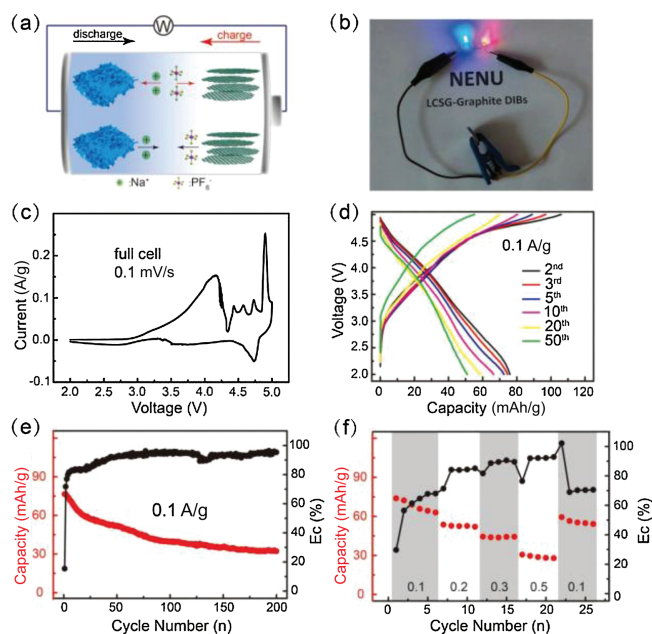 (a)
W
discharge
charge
:Na⁺ :PF₆⁻
(b)
NENU
LCSG-Graphite DIBs
(c)
full cell
0.1 mV/s
Current (A/g)
0.2
0.1
0.0
-0.1
2.0 2.5 3.0 3.5 4.0 4.5 5.0
Voltage (V)
(d)
0.1 A/g
2nd
3rd
5th
10th
20th
50th
Voltage (V)
4.5
4.0
3.5
3.0
2.5
2.0
0 20 40 60 80 100 120
Capacity (mAh/g)
(e)
0.1 A/g
Capacity (mAh/g)
90
60
30
0
Ec (%)
100
80
60
40
20
0
0 50 100 150 200
Cycle Number (n)
(f)
Capacity (mAh/g)
90
60
30
0
Ec (%)
100
80
60
40
20
0
0.1 0.2 0.3 0.5 0.1
0 5 10 15 20 25
Cycle Number (n)